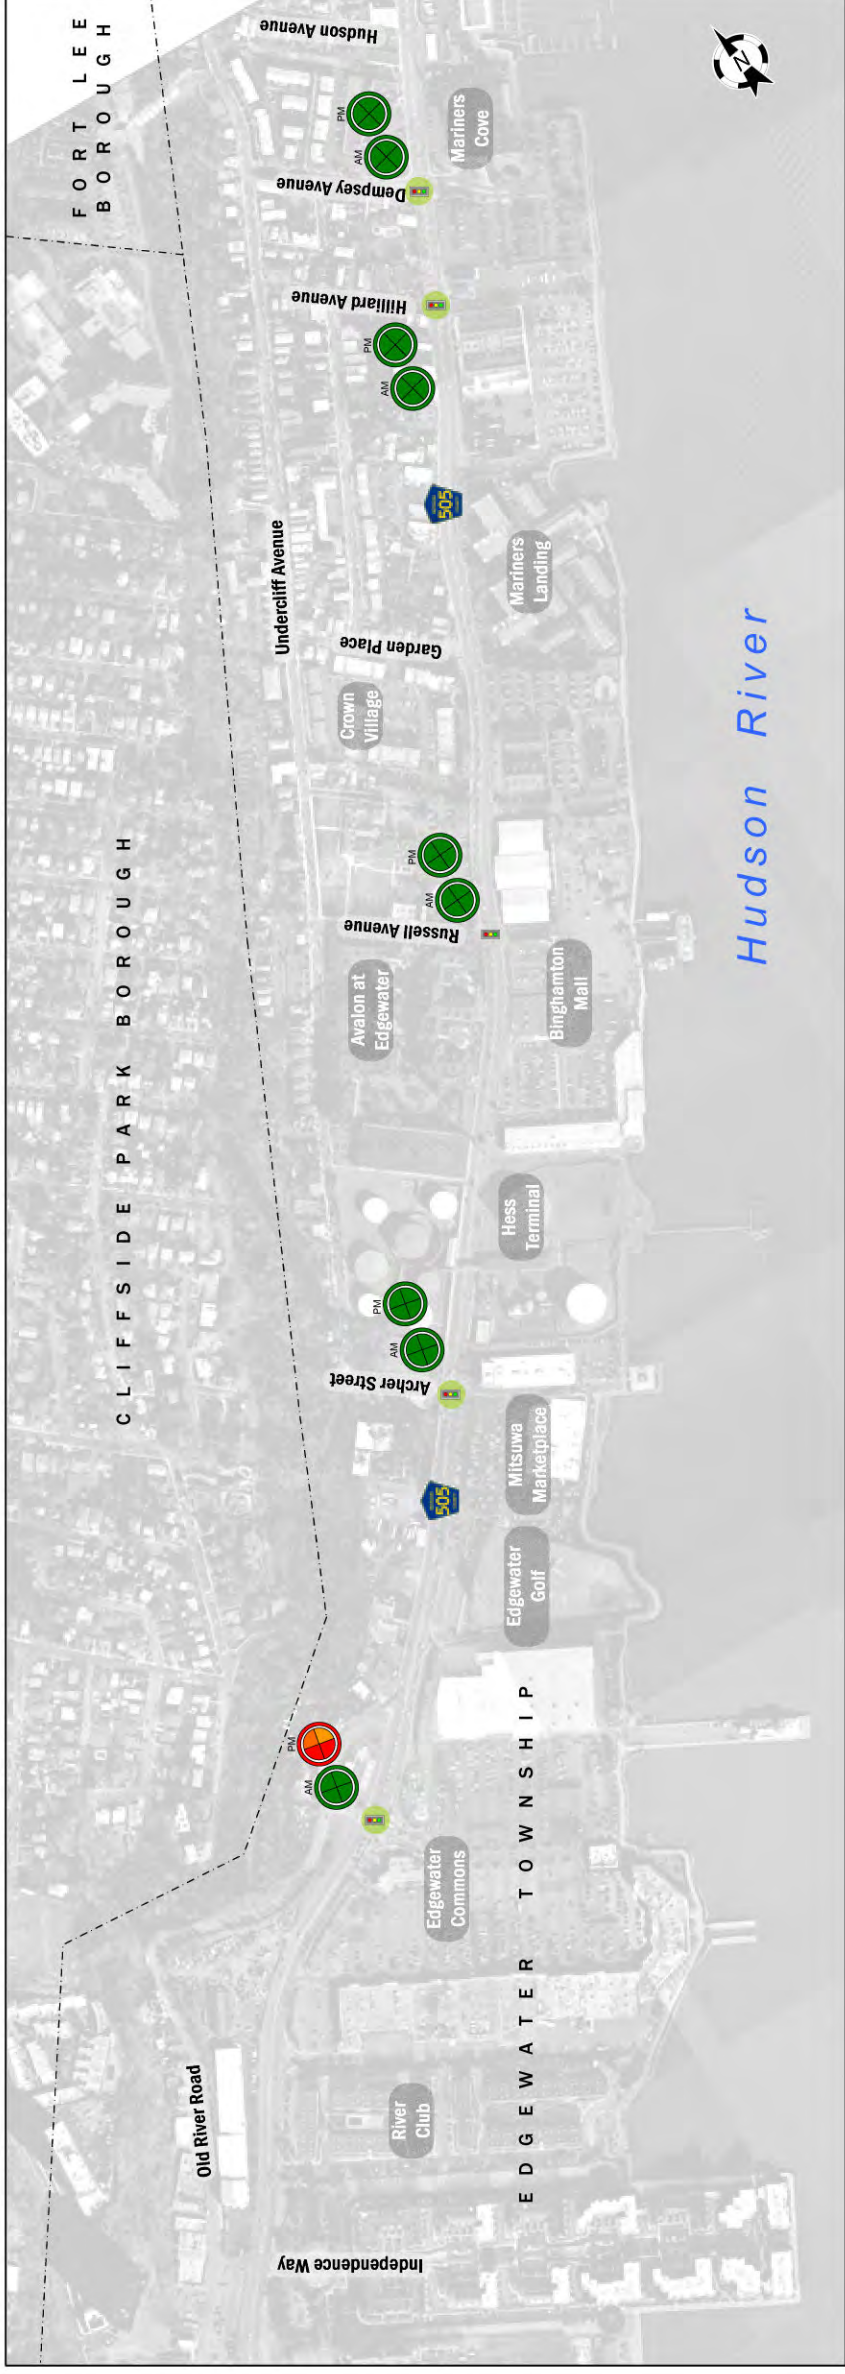 FORT LEE
BOROUGH
Hudson Avenue
PM
AM
Dempsey Avenue
Mariners
Cove
N
Hilliard Avenue
PM
AM
505
Undercliff Avenue
Mariners
Landing
Garden Place
Crown
Village
CLIFFSIDE PARK BOROUGH
PM
AM
Russell Avenue
Hudson River
Avalon at
Edgewater
Binghamton
Mall
Hess
Terminal
PM
AM
Archer Street
Mitsuwa
Marketplace
505
Edgewater
Golf
PM
AM
Edgewater
Commons
EDGEWATER TOWNSHIP
Old River Road
River
Club
Independence Way